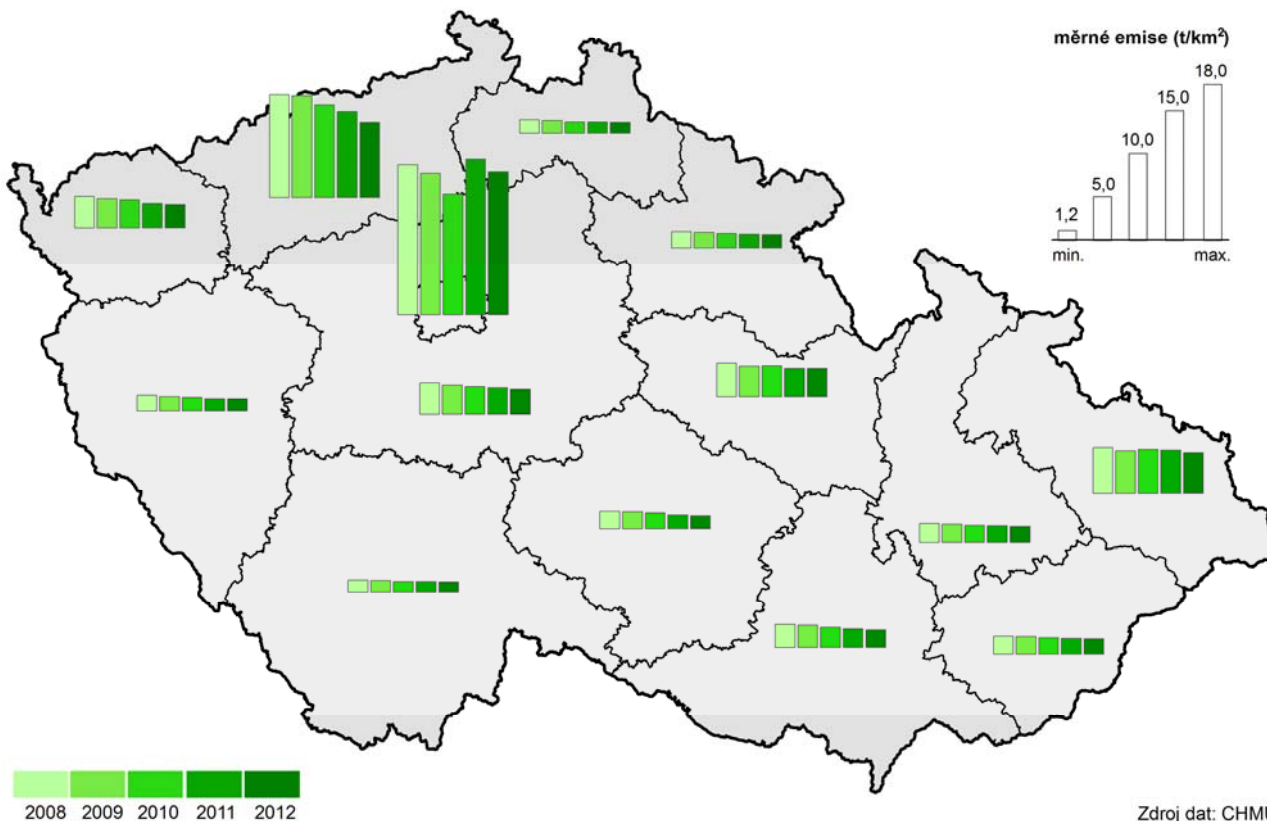 měrné emise (t/km²)
18,0
15,0
10,0
5,0
1,2
min. max.
2008 2009 2010 2011 2012
Zdroj dat: CHMÚ